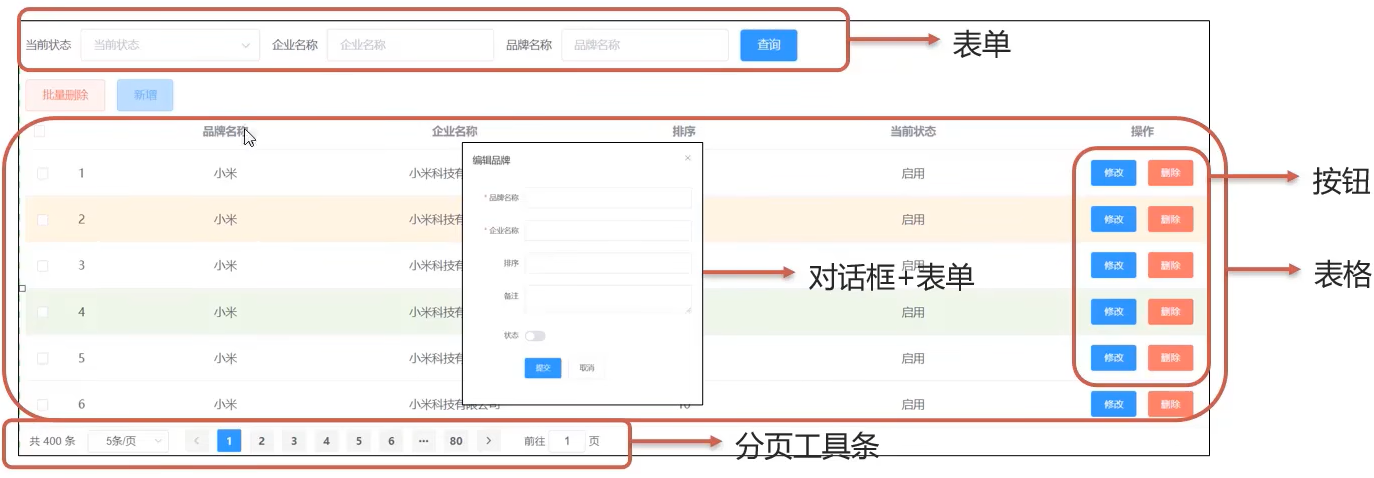 当前状态 当前状态 企业名称 企业名称 品牌名称 品牌名称 查询
表单
批量删除 新增
品牌名称 企业名称 排序 当前状态 操作
编辑品牌 ×
1 小米 小米科技有 启用 修改 删除
按钮
* 品牌名称
2 小米 小米科技有 启用 修改 删除
* 企业名称
3 小米 小米科技有 启用 修改 删除
排序
对话框+表单
表格
备注
4 小米 小米科技有 启用 修改 删除
状态
5 小米 小米科技有 启用 修改 删除
提交 取消
6 小米 小米科技有限公司 10 启用 修改 删除
共 400 条 5条/页 < 1 2 3 4 5 6 ••• 80 > 前往 1 页
分页工具条